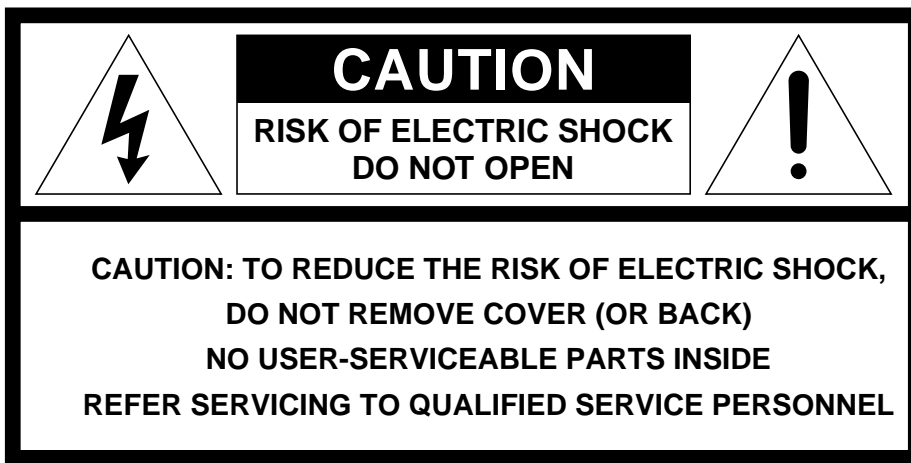 CAUTION
RISK OF ELECTRIC SHOCK
DO NOT OPEN
CAUTION: TO REDUCE THE RISK OF ELECTRIC SHOCK,
DO NOT REMOVE COVER (OR BACK)
NO USER-SERVICEABLE PARTS INSIDE
REFER SERVICING TO QUALIFIED SERVICE PERSONNEL